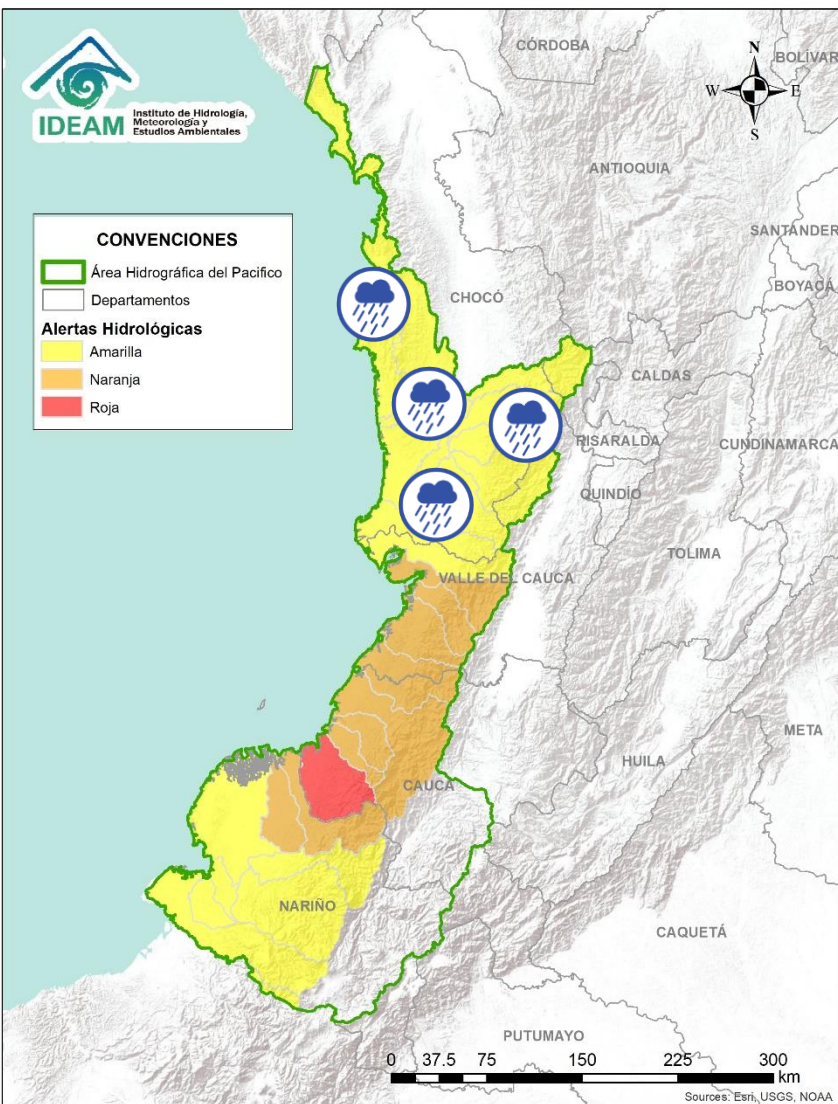 IDEAM
Instituto de Hidrología,
Meteorología y
Estudios Ambientales
CÓRDOBA
BOLÍVAR
N
W
E
S
ANTIOQUIA
SANTANDER
BOYACÁ
CONVENCIONES
Área Hidrográfica del Pacifico
Departamentos
Alertas Hidrológicas
Amarilla
Naranja
Roja
CHOCÓ
CALDAS
RISARALDA
CUNDINAMARCA
QUINDÍO
TOLIMA
VALLE DEL CAUCA
META
HUILA
CAUCA
NARIÑO
CAQUETÁ
PUTUMAYO
0 37.5 75 150 225 300
km
Sources: Esri, USGS, NOAA